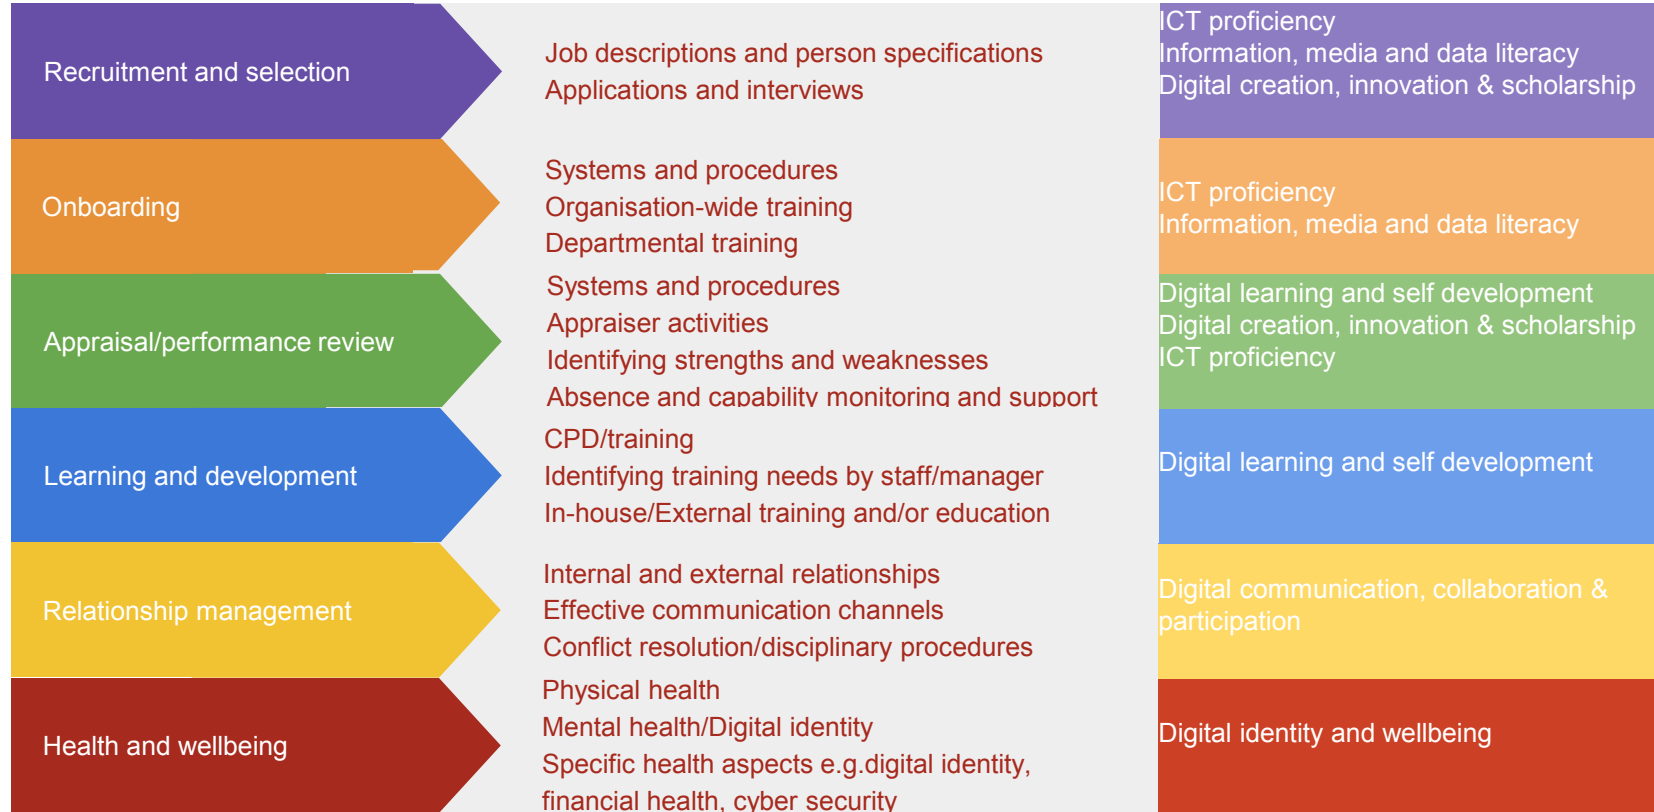 Recruitment and selection
Job descriptions and person specifications
Applications and interviews
ICT proficiency
Information, media and data literacy
Digital creation, innovation & scholarship
Onboarding
Systems and procedures
Organisation-wide training
Departmental training
ICT proficiency
Information, media and data literacy
Appraisal/performance review
Systems and procedures
Appraiser activities
Identifying strengths and weaknesses
Absence and capability monitoring and support
Digital learning and self development
Digital creation, innovation & scholarship
ICT proficiency
Learning and development
CPD/training
Identifying training needs by staff/manager
In-house/External training and/or education
Digital learning and self development
Relationship management
Internal and external relationships
Effective communication channels
Conflict resolution/disciplinary procedures
Digital communication, collaboration &
participation
Health and wellbeing
Physical health
Mental health/Digital identity
Specific health aspects e.g.digital identity,
financial health, cyber security
Digital identity and wellbeing